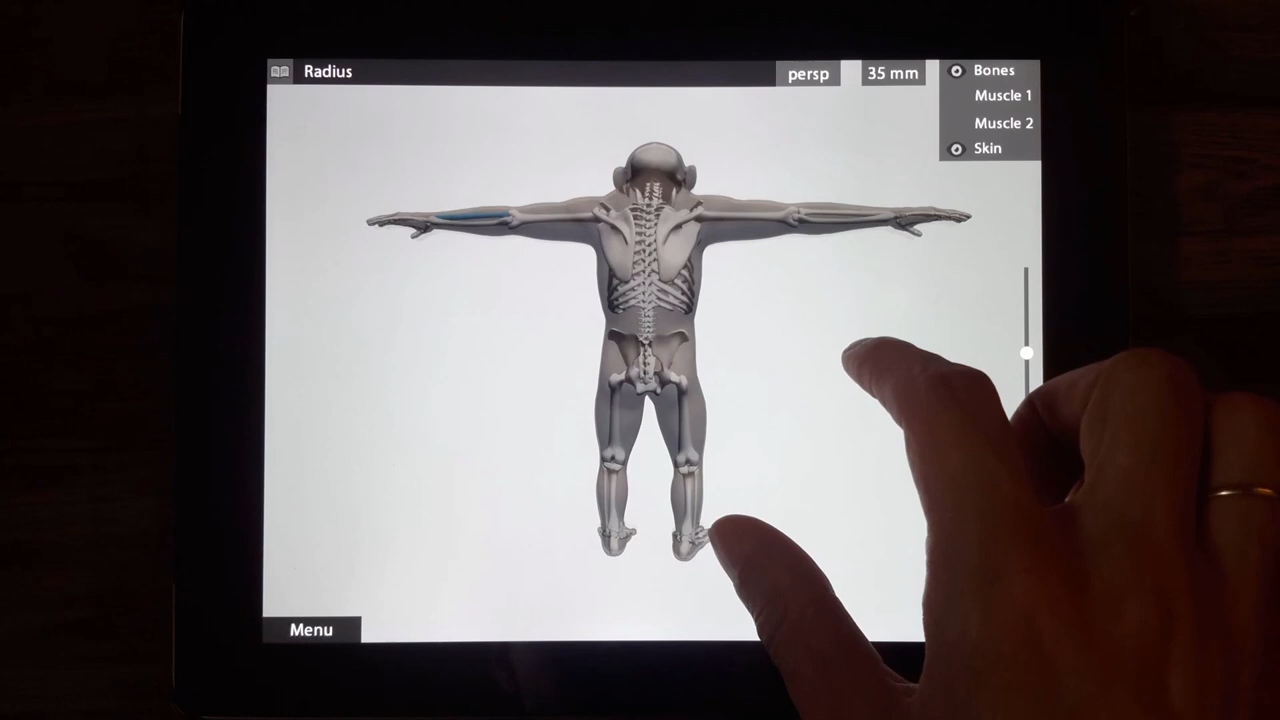 Radius
persp
35 mm
Bones
Muscle 1
Muscle 2
Skin
Menu